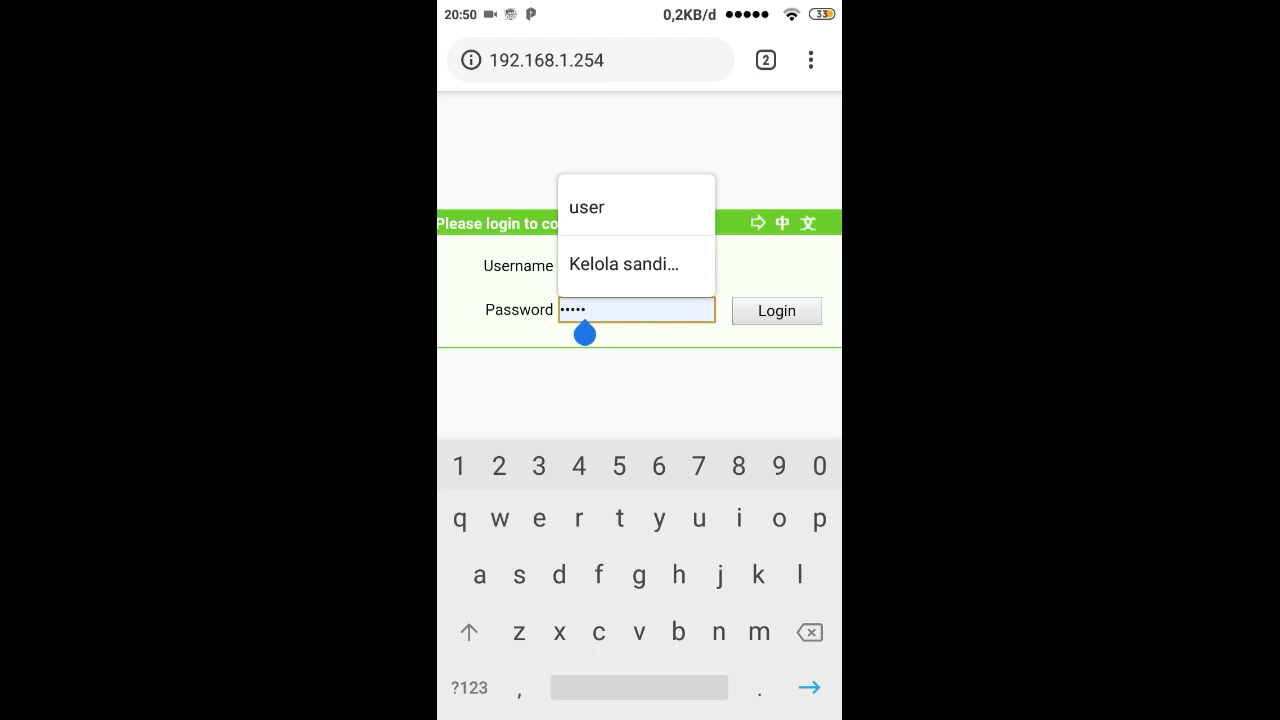 20:50 0,2KB/d 33
192.168.1.254 2
user
Please login to co 中 文
Kelola sandi...
Username
Password ••••• Login
1 2 3 4 5 6 7 8 9 0
q w e r t y u i o p
a s d f g h j k l
z x c v b n m
?123 , .